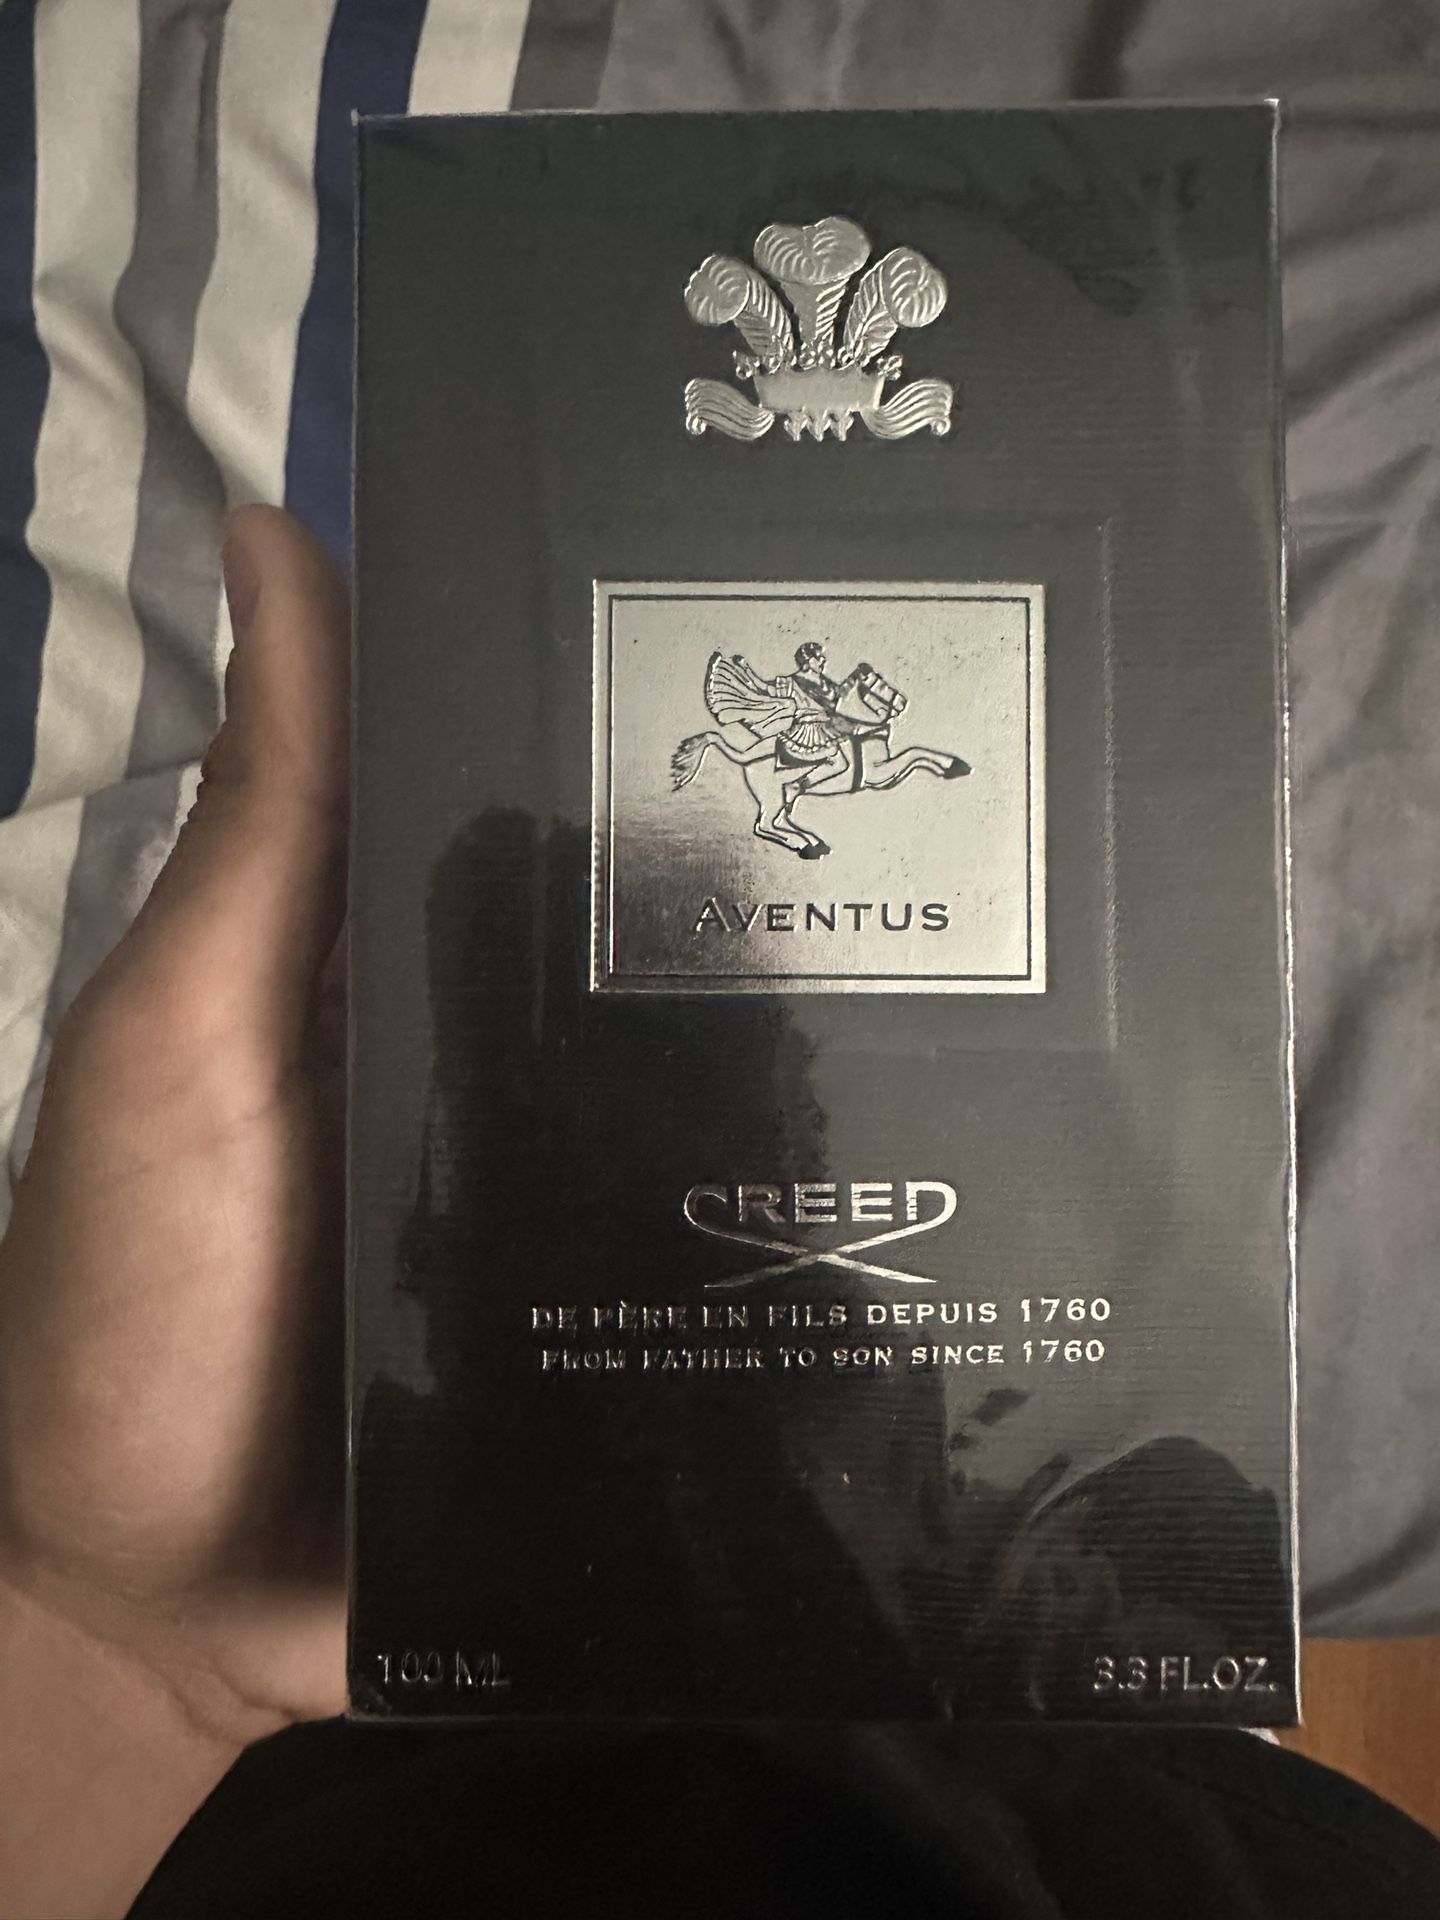 AVENTUS
CREED
DE PÈRE EN FILS DEPUIS 1760
FROM FATHER TO SON SINCE 1760
100 ML
3.3 FL.OZ.